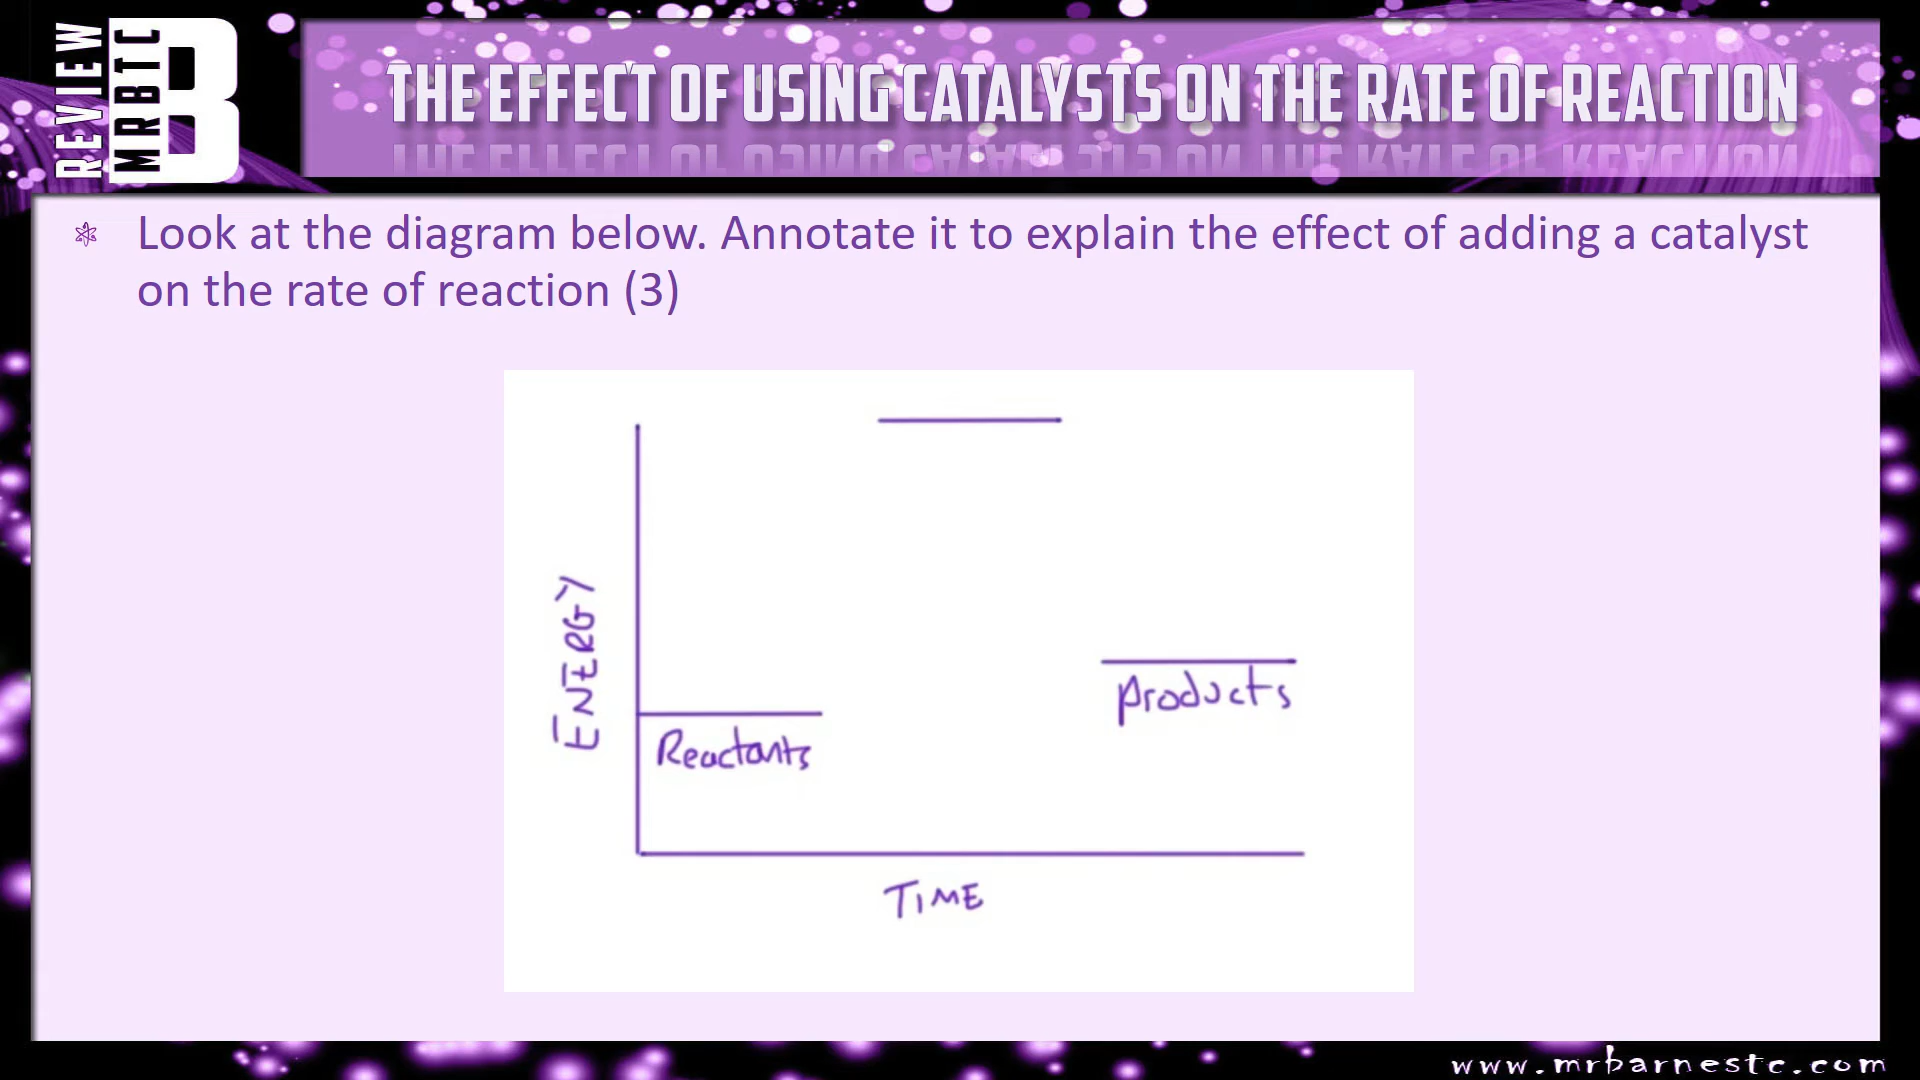 REVIEW
MRBTC
B
THE EFFECT OF USING CATALYSTS ON THE RATE OF REACTION
Look at the diagram below. Annotate it to explain the effect of adding a catalyst
on the rate of reaction (3)
ENERGY
Reactants
products
TIME
www.mrbarnestc.com